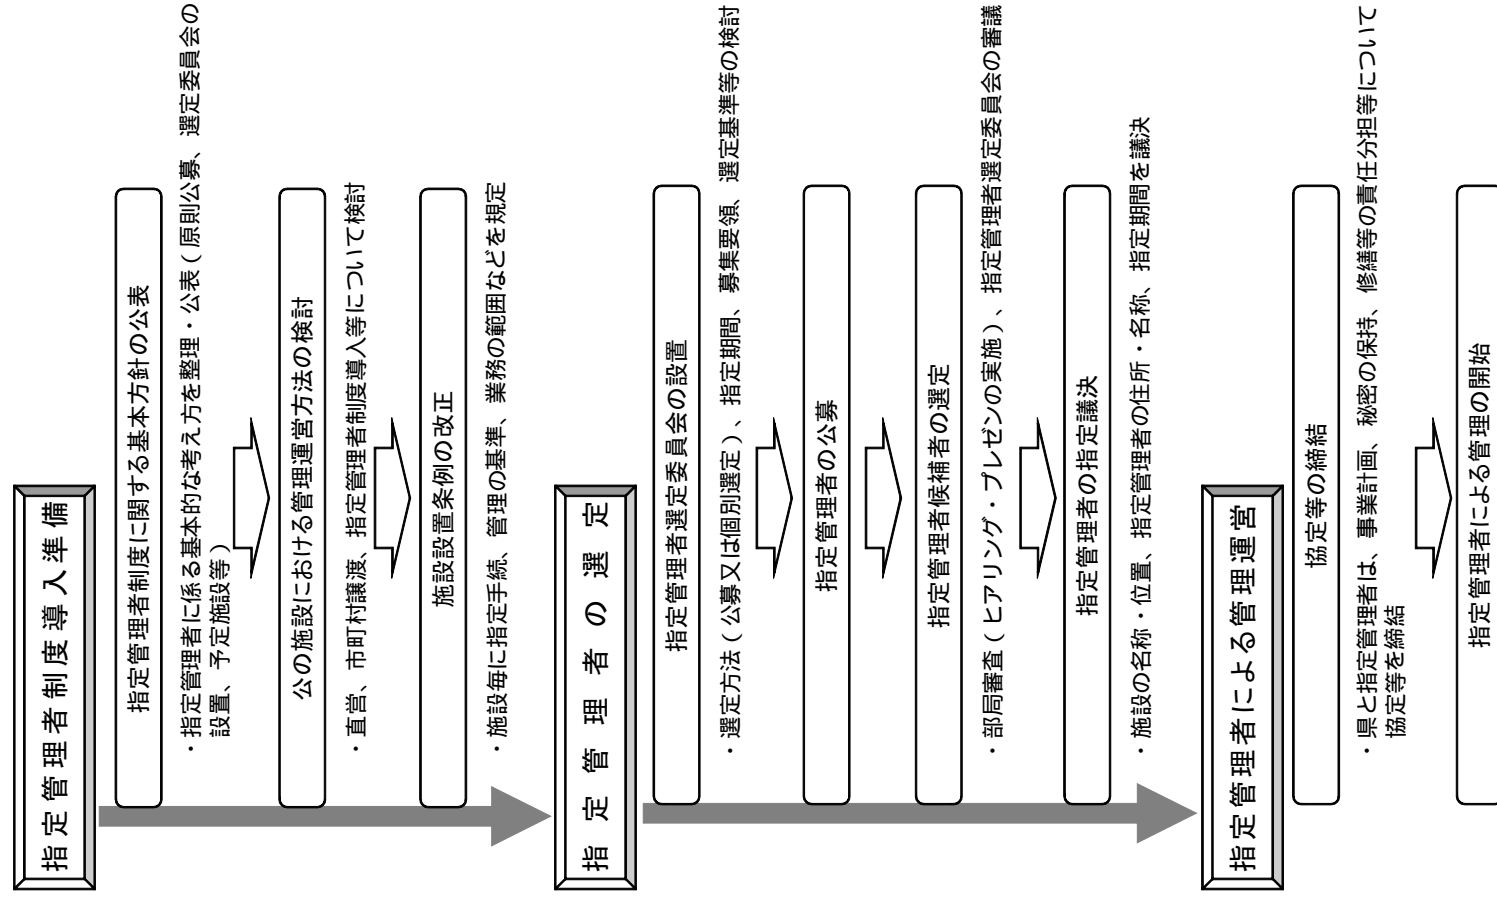 指定管理者制度導入準備
指定管理者制度に関する基本方針の公表
・指定管理者に係る基本的な考え方を整理・公表（原則公募、選定委員会の
設置、予定施設等）
公の施設における管理運営方法の検討
・直営、市町村譲渡、指定管理者制度導入等について検討
施設設置条例の改正
・施設毎に指定手続、管理の基準、業務の範囲などを規定
指定管理者の選定
指定管理者選定委員会の設置
・選定方法（公募又は個別選定）、指定期間、募集要領、選定基準等の検討
指定管理者の公募
指定管理者候補者の選定
・部局審査（ヒアリング・プレゼンの実施）、指定管理者選定委員会の審議
指定管理者の指定議決
・施設の名称・位置、指定管理者の住所・名称、指定期間を議決
指定管理者による管理運営
協定等の締結
・県と指定管理者は、事業計画、秘密の保持、修繕等の責任分担等について
協定等を締結
指定管理者による管理の開始